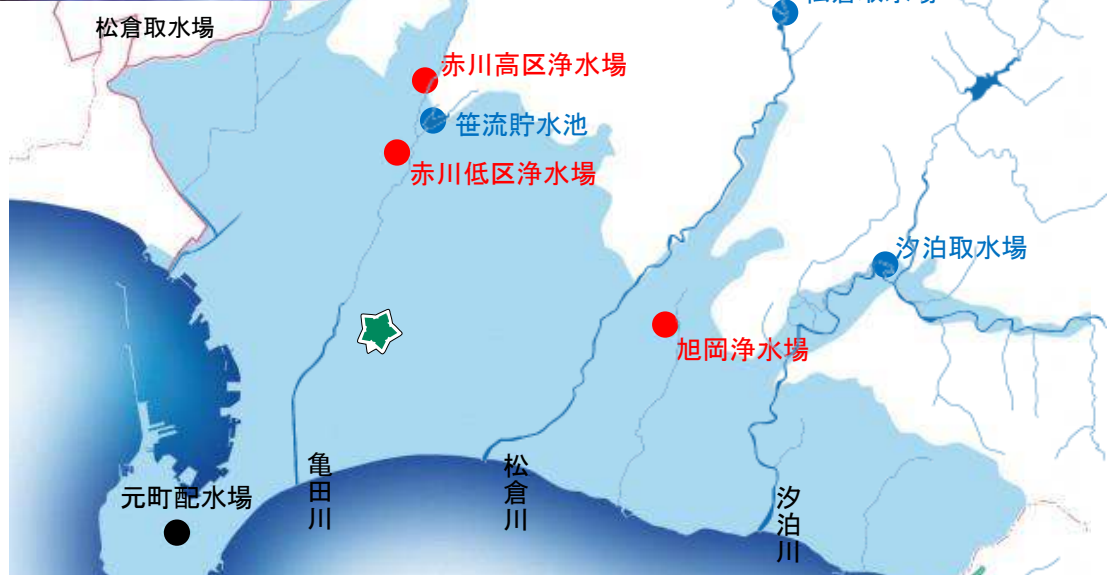 松倉取水場
赤川高区浄水場
笹流貯水池
赤川低区浄水場
汐泊取水場
旭岡浄水場
亀田川
松倉川
汐泊川
元町配水場